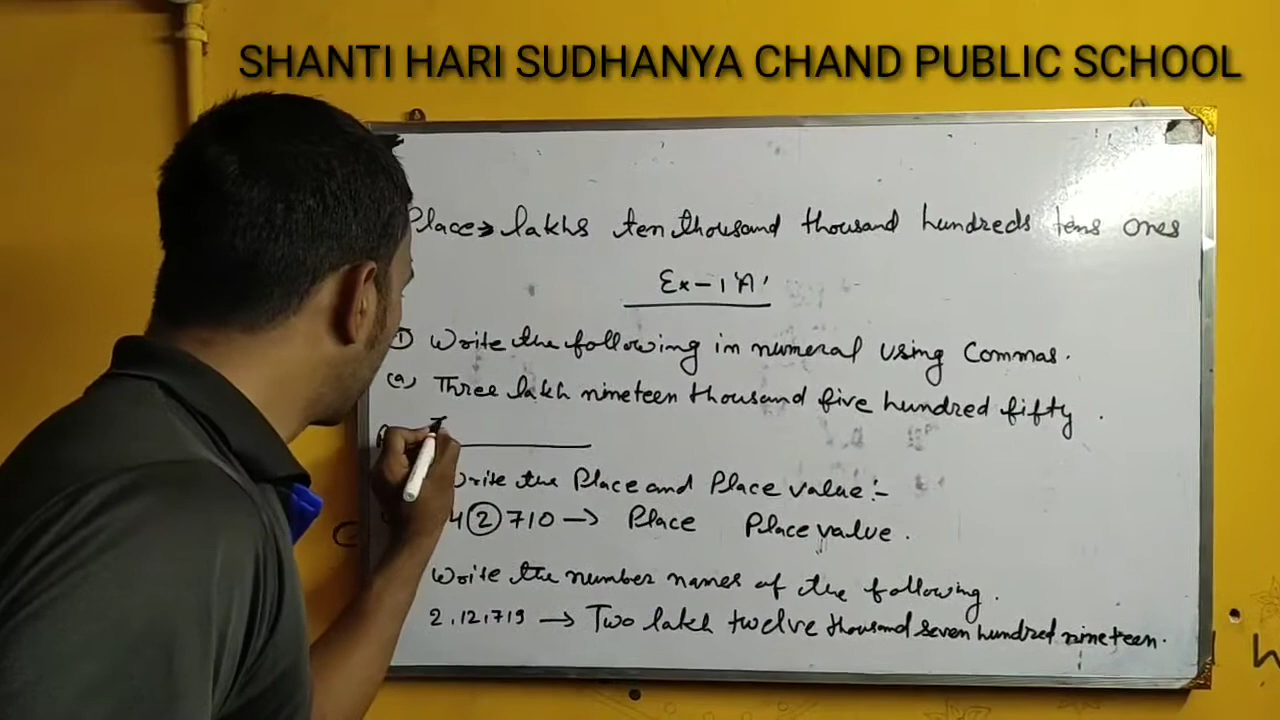 SHANTI HARI SUDHANYA CHAND PUBLIC SCHOOL
Place → lakhs ten thousand thousand hundreds tens ones
Ex-1'A'
① Write the following in numeral using Commas.
(a) Three lakh nineteen thousand five hundred fifty.
Write the Place and Place value:-
4②710 → Place Place value.
Write the number names of the following.
2,12,719 → Two lakh twelve thousand seven hundred nineteen.